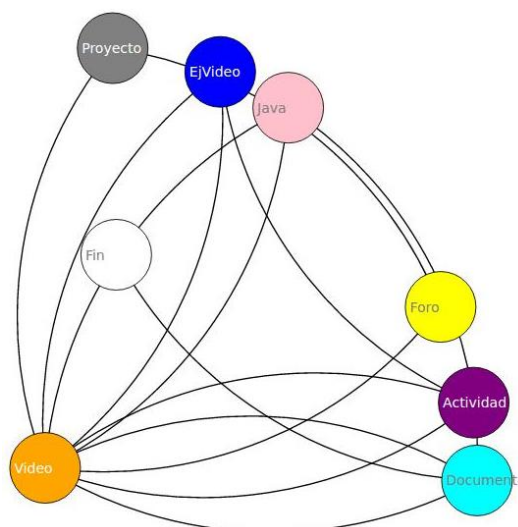 Proyecto
EjVideo
Java
Fin
Foro
Actividad
Video
Document